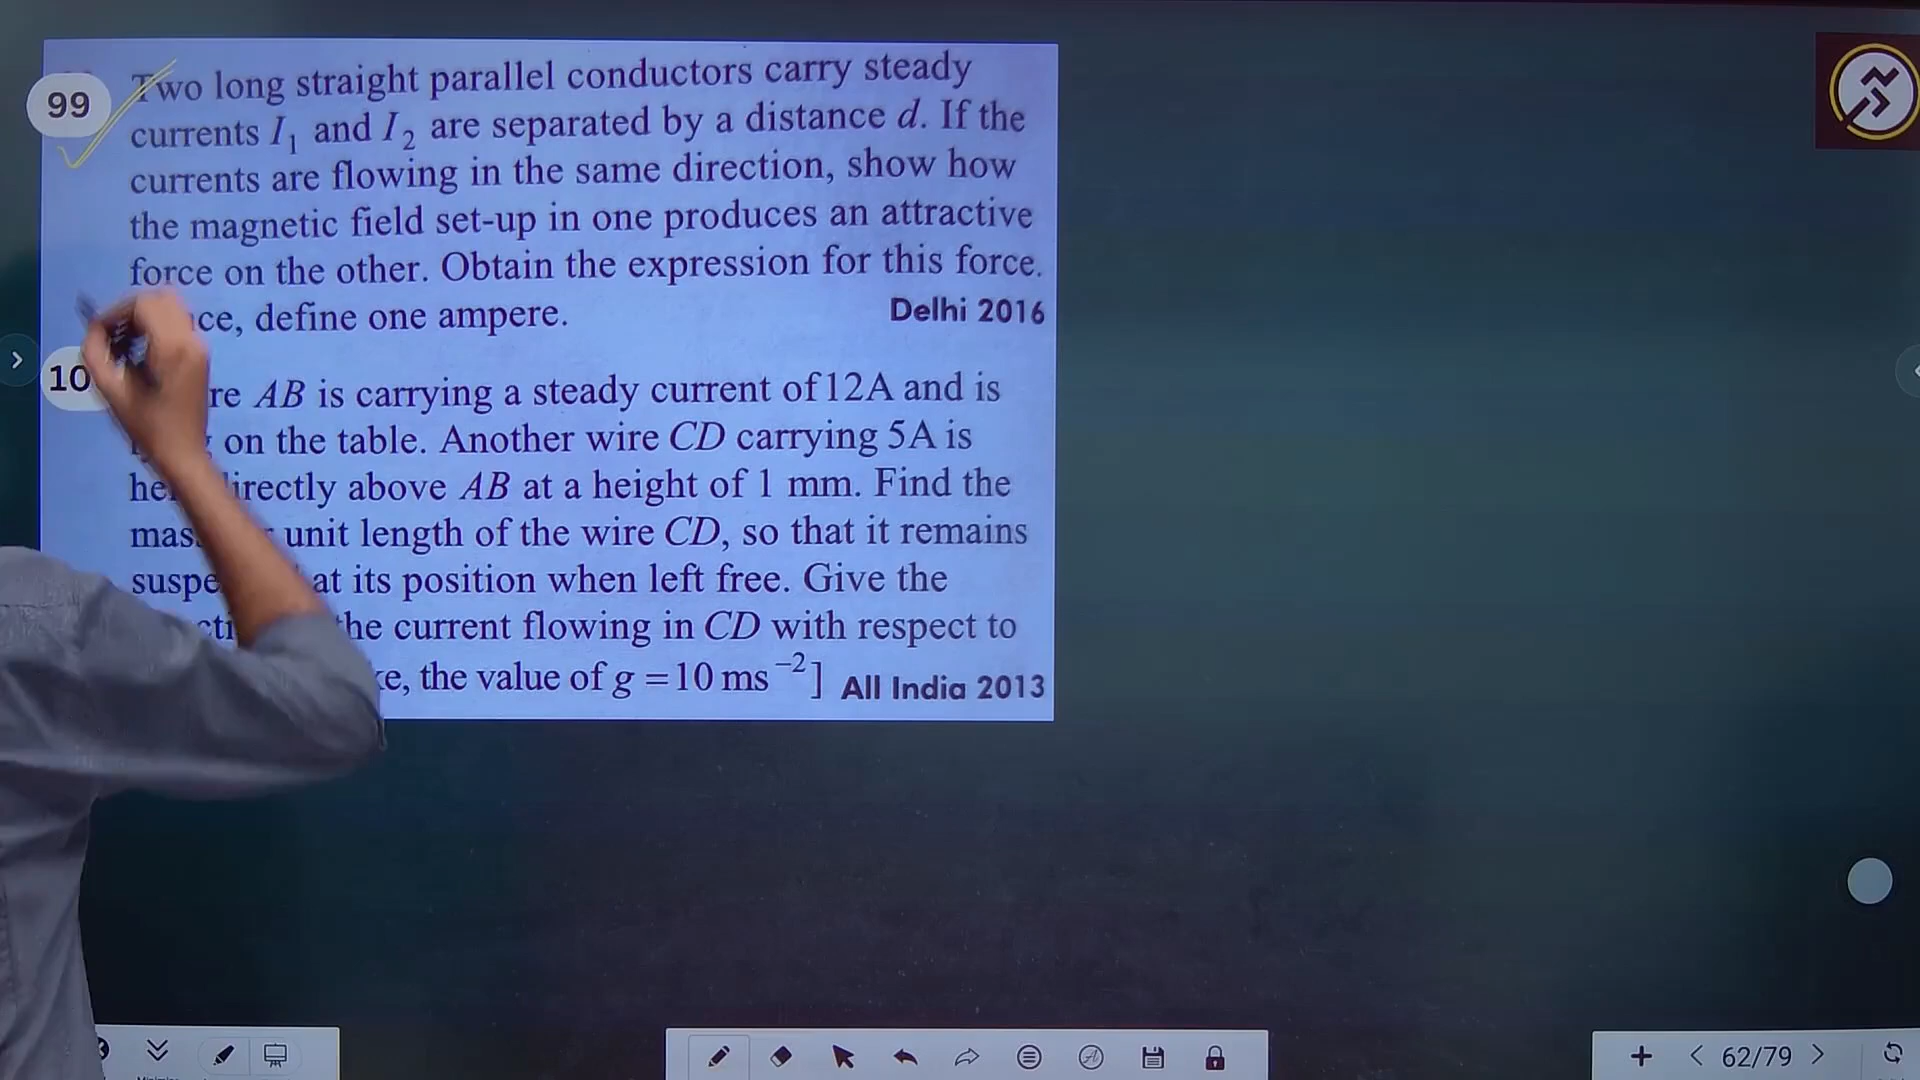 99 Two long straight parallel conductors carry steady
currents I₁ and I₂ are separated by a distance d. If the
currents are flowing in the same direction, show how
the magnetic field set-up in one produces an attractive
force on the other. Obtain the expression for this force.
ce, define one ampere. Delhi 2016
10 re AB is carrying a steady current of 12A and is
on the table. Another wire CD carrying 5A is
directly above AB at a height of 1 mm. Find the
mass unit length of the wire CD, so that it remains
at its position when left free. Give the
the current flowing in CD with respect to
the value of g = 10 ms⁻²] All India 2013
62/79